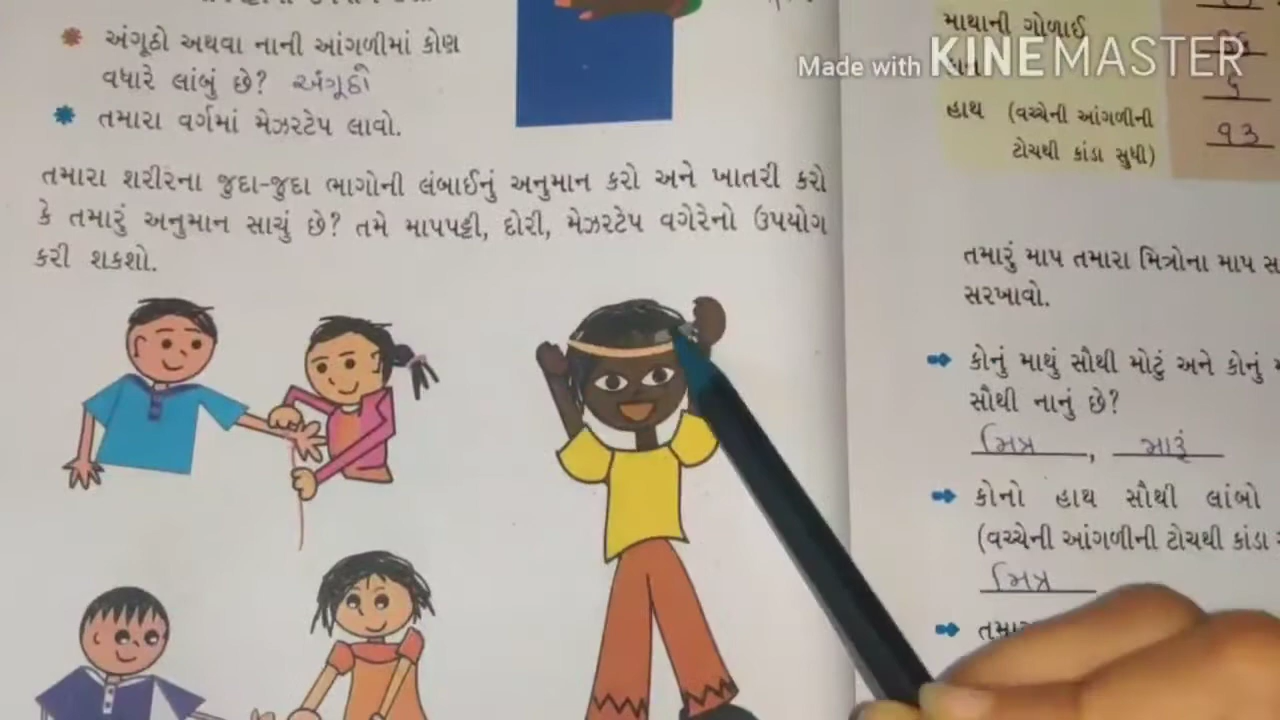 અંગૂઠો અથવા નાની આંગળીમાં કોણ
વધારે લાંબું છે? અંગૂઠો
તમારા વર્ગમાં મેઝરટેપ લાવો.
તમારા શરીરના જુદા-જુદા ભાગોની લંબાઈનું અનુમાન કરો અને ખાતરી કરો
કે તમારું અનુમાન સાચું છે? તમે માપપટ્ટી, દોરી, મેઝરટેપ વગેરેનો ઉપયોગ
કરી શકશો.
માથાની ગોળાઈ
Made with KINEMASTER
૬
હાથ (વચ્ચેની આંગળીની
ટોચથી કાંડા સુધી)
૧૩
તમારું માપ તમારા મિત્રોના માપ
સરખાવો.
કોનું માથું સૌથી મોટું અને કોનું
સૌથી નાનું છે?
મિત્ર, મારું
કોનો હાથ સૌથી લાંબો
(વચ્ચેની આંગળીની ટોચથી કાંડા
મિત્ર